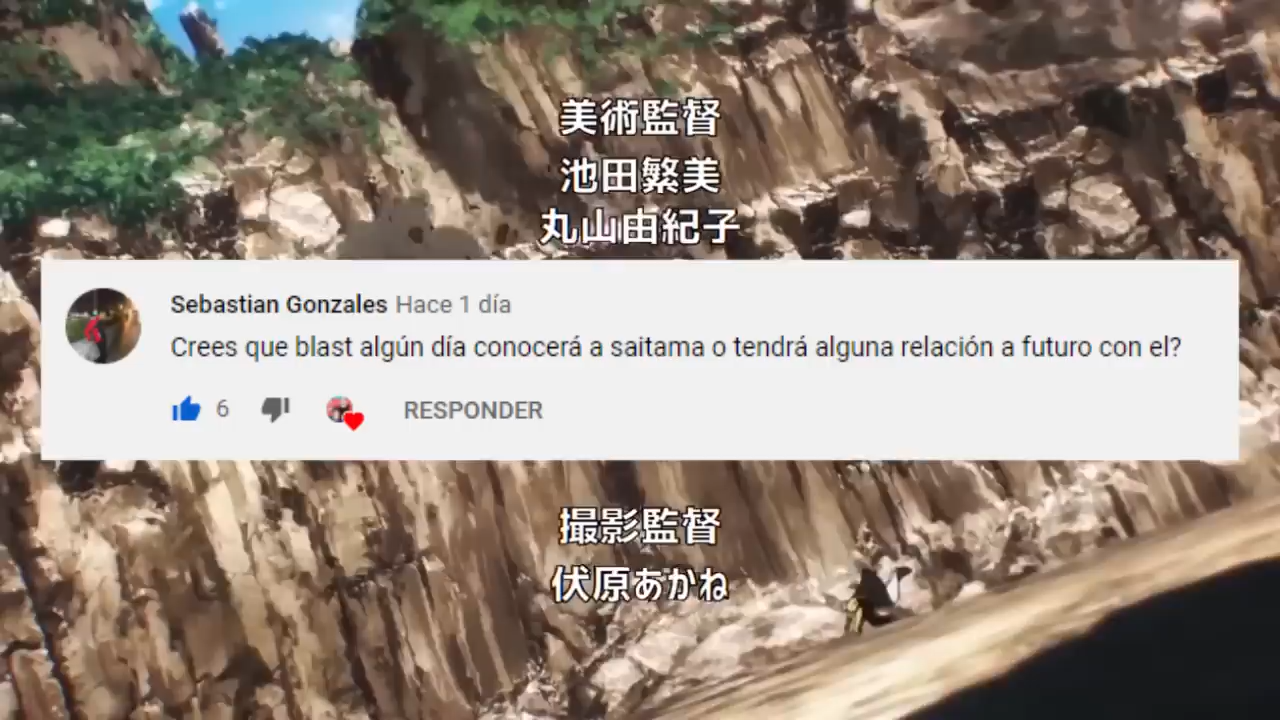 美術監督
池田繁美
丸山由紀子
Sebastian Gonzales Hace 1 día
Crees que blast algún día conocerá a saitama o tendrá alguna relación a futuro con el?
6 RESPONDER
撮影監督
伏原あかね